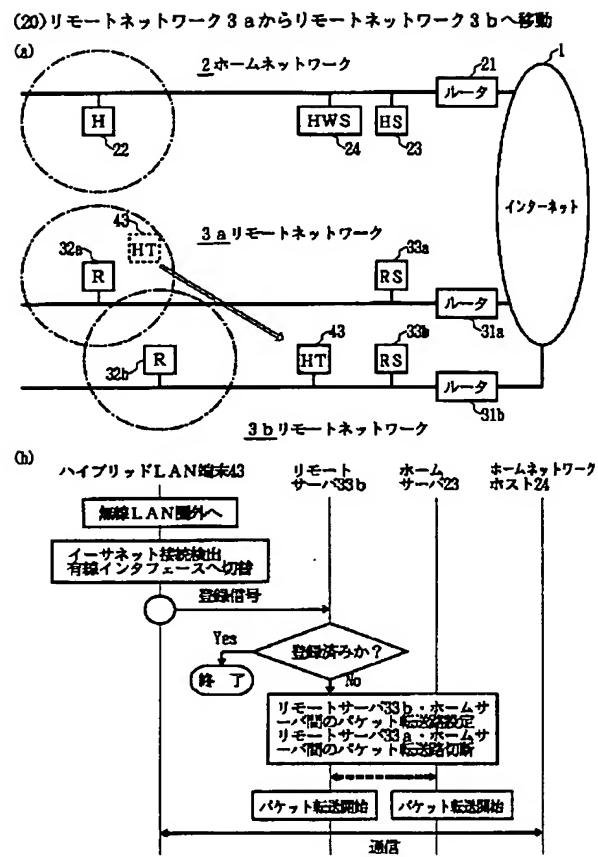 (20)リモートネットワーク3aからリモートネットワーク3bへ移動
(a)
2ホームネットワーク
21
1
ルータ
H
HWS
HS
22
24
23
インターネット
43
3aリモートネットワーク
32a
HT
33a
R
RS
ルータ
31a
43
33b
R
HT
RS
ルータ
32b
31b
3bリモートネットワーク
(b)
ハイブリッドLAN端末43
リモート
サーバ33b
ホーム
サーバ23
ホームネットワーク
ホスト24
無線LAN圏外へ
イーサネット接続検出
有線インタフェースへ切替
登録信号
Yes
登録済みか?
終 了
No
リモートサーバ33b・ホームサ
ーバ間のパケット転送路設定
リモートサーバ33a・ホームサ
ーバ間のパケット転送路切断
パケット転送開始
パケット転送開始
通信